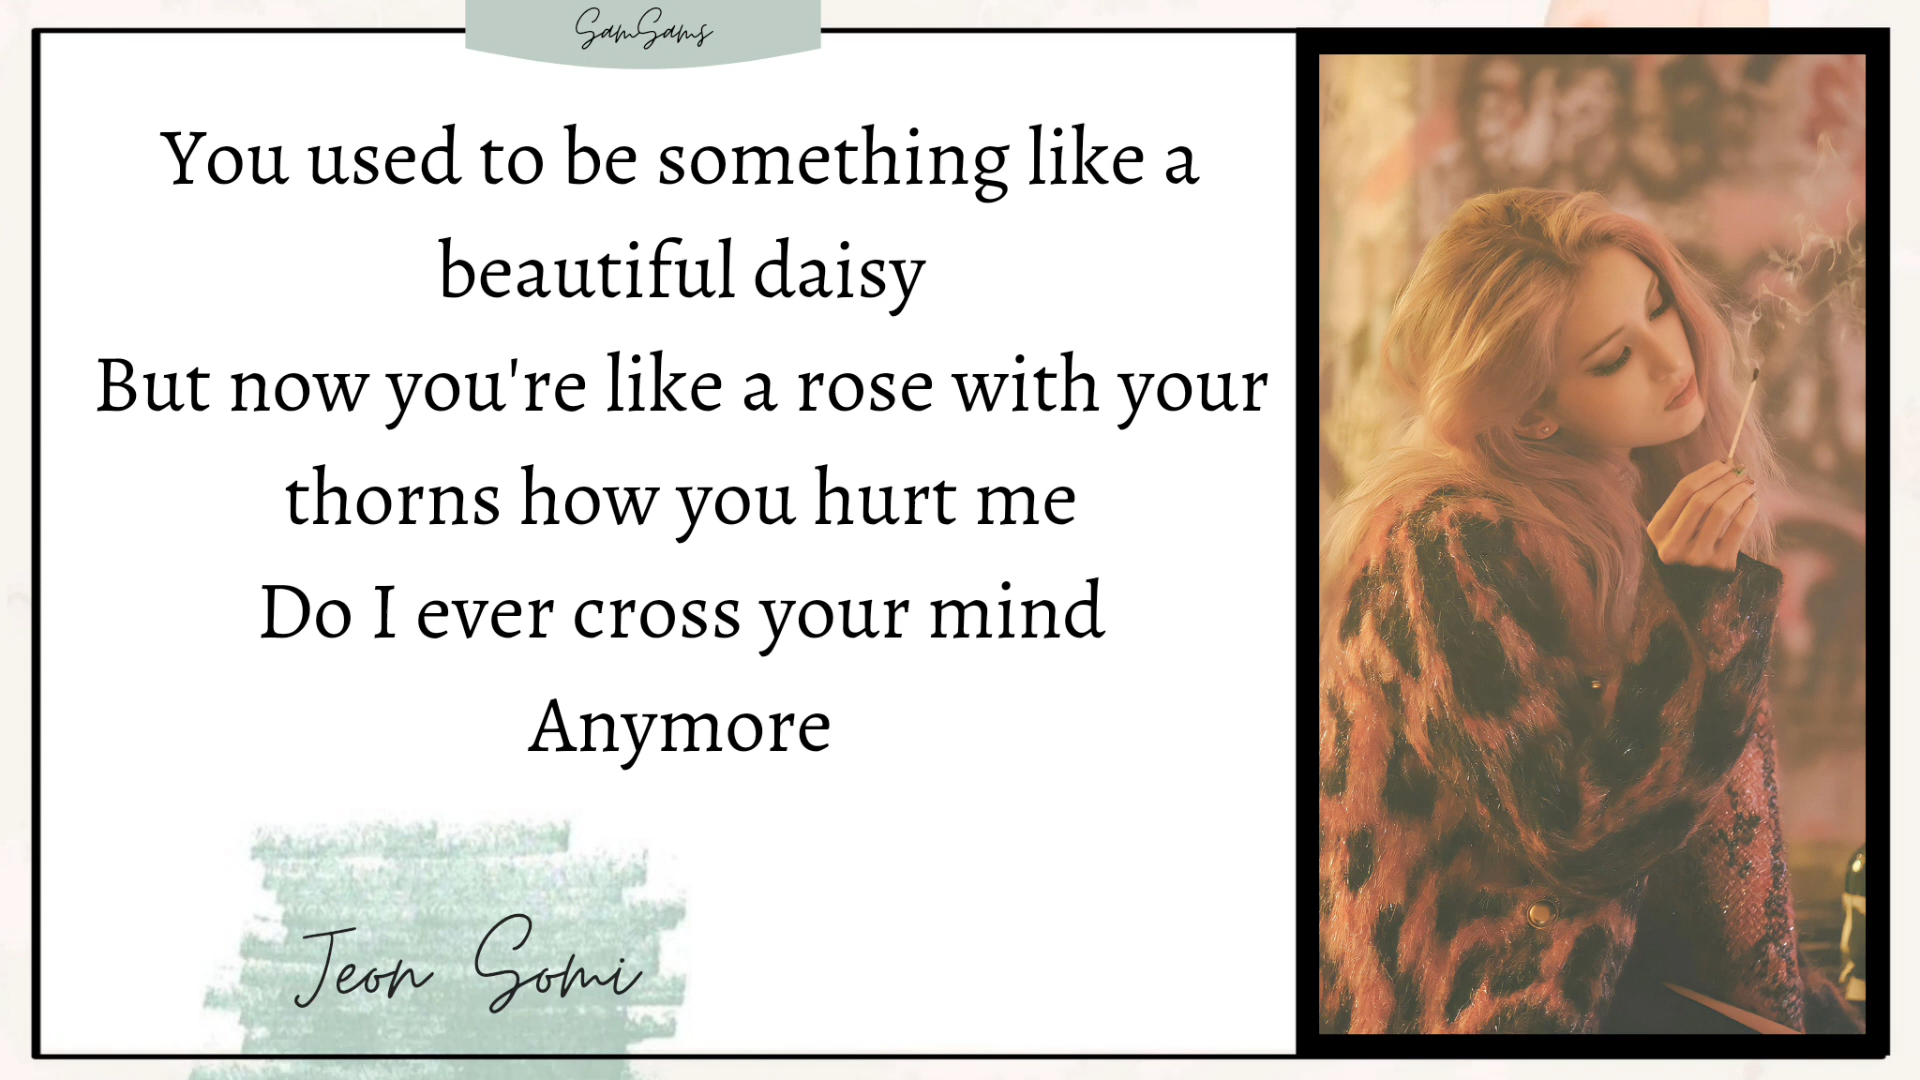 SamSams
You used to be something like a
beautiful daisy
But now you're like a rose with your
thorns how you hurt me
Do I ever cross your mind
Anymore
Jeon Somi